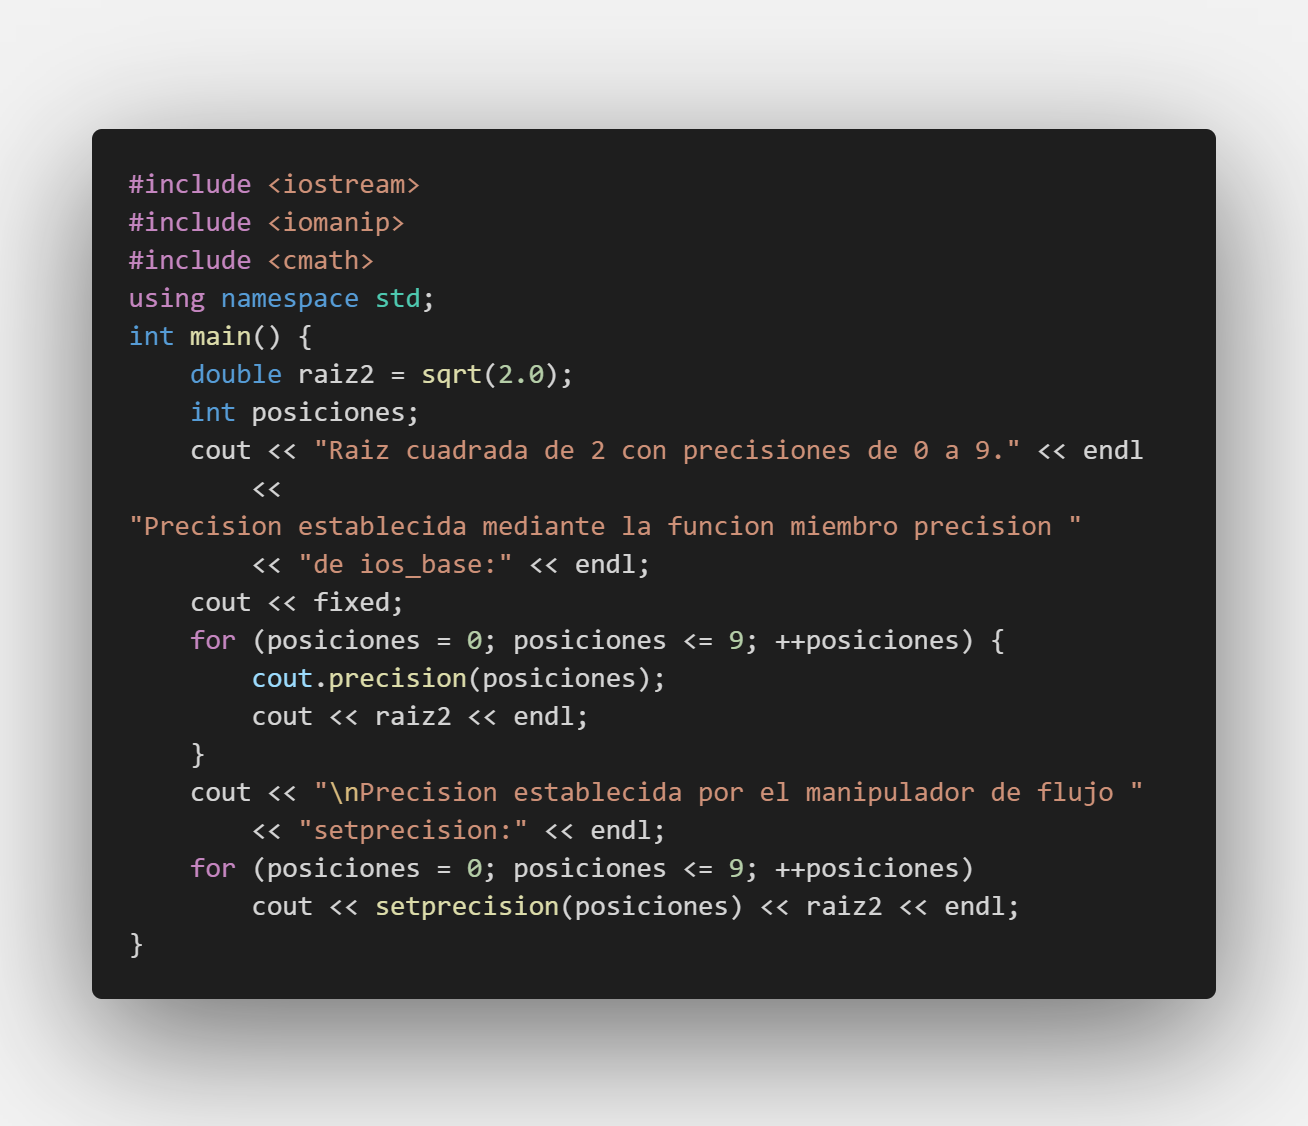 #include <iostream>
#include <iomanip>
#include <cmath>
using namespace std;
int main() {
    double raiz2 = sqrt(2.0);
    int posiciones;
    cout << "Raiz cuadrada de 2 con precisiones de 0 a 9." << endl
        <<
"Precision establecida mediante la funcion miembro precision "
        << "de ios_base:" << endl;
    cout << fixed;
    for (posiciones = 0; posiciones <= 9; ++posiciones) {
        cout.precision(posiciones);
        cout << raiz2 << endl;
    }
    cout << "\nPrecision establecida por el manipulador de flujo "
        << "setprecision:" << endl;
    for (posiciones = 0; posiciones <= 9; ++posiciones)
        cout << setprecision(posiciones) << raiz2 << endl;
}